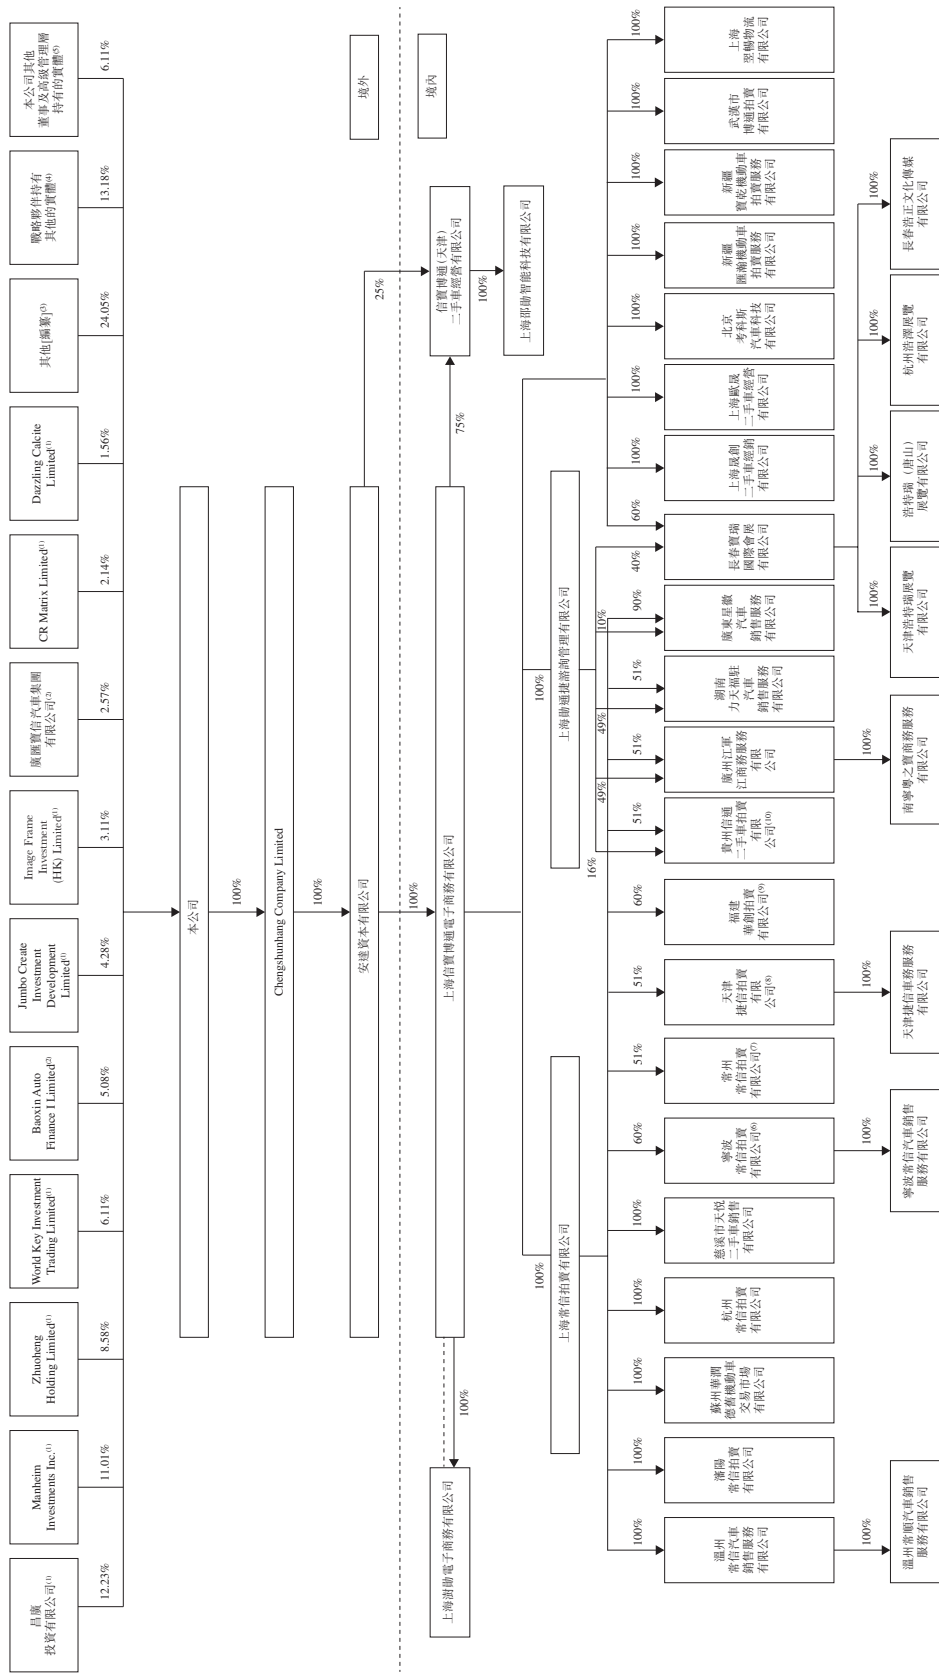 昌廣
投資有限公司(1)
Manheim
Investments Inc.(1)
Zhuoheng
Holding Limited(1)
World Key Investment
Trading Limited(1)
Baoxin Auto
Finance I Limited(2)
Jumbo Create
Investment
Development
Limited(1)
Image Frame
Investment
(HK) Limited(1)
廣匯寶信汽車集團
有限公司(2)
CR Matrix Limited(1)
Dazzling Calcite
Limited(1)
其他[編纂](3)
戰略夥伴持有
其他的實體(4)
本公司其他
董事及高級管理層
持有的實體(5)
12.23%
11.01%
8.58%
6.11%
5.08%
4.28%
3.11%
2.57%
2.14%
1.56%
24.05%
13.18%
6.11%
本公司
100%
Chengshunhang Company Limited
100%
安達資本有限公司
境外
境內
100%
25%
上海澍勛電子商務有限公司
100%
上海信寶博通電子商務有限公司
75%
信寶博通(天津)
二手車經營有限公司
100%
上海邵勛智能科技有限公司
100%
100%
上海常信拍賣有限公司
上海勛通捷諮詢管理有限公司
16%
49%
49%
10%
40%
100%
100%
100%
100%
100%
60%
51%
51%
60%
51%
51%
51%
90%
60%
100%
100%
100%
100%
100%
100%
100%
溫州
常信汽車
銷售服務
有限公司
瀋陽
常信拍賣
有限公司
蘇州華潤
德舊機動車
交易市場
有限公司
杭州
常信拍賣
有限公司
慈溪市天悅
二手車銷售
有限公司
寧波
常信拍賣
有限公司(6)
常州
常信拍賣
有限公司(7)
天津
捷信拍賣
有限
公司(8)
福建
華創拍賣
有限公司(9)
貴州信通
二手車拍賣
有限
公司(10)
廣州江軍
江商務服務
有限
公司
湖南
力天福駐
汽車
銷售服務
有限公司
廣東星徽
汽車
銷售服務
有限公司
長春寶瑞
國際會展
有限公司
上海晟創
二手車經銷
有限公司
上海歐晟
二手車經營
有限公司
北京
考科斯
汽車科技
有限公司
新疆
匯瀚機動車
拍賣服務
有限公司
新疆
寶乾機動車
拍賣服務
有限公司
武漢市
博通拍賣
有限公司
上海
翌暢物流
有限公司
100%
100%
100%
100%
100%
100%
100%
100%
溫州常順汽車銷售
服務有限公司
寧波常信汽車銷售
服務有限公司
天津捷信車務服務
有限公司
南寧粵之寶商務服務
有限公司
天津浩特瑞展覽
有限公司
浩特瑞（唐山）
展覽有限公司
杭州浩澤展覽
有限公司
長春浩正文化傳媒
有限公司